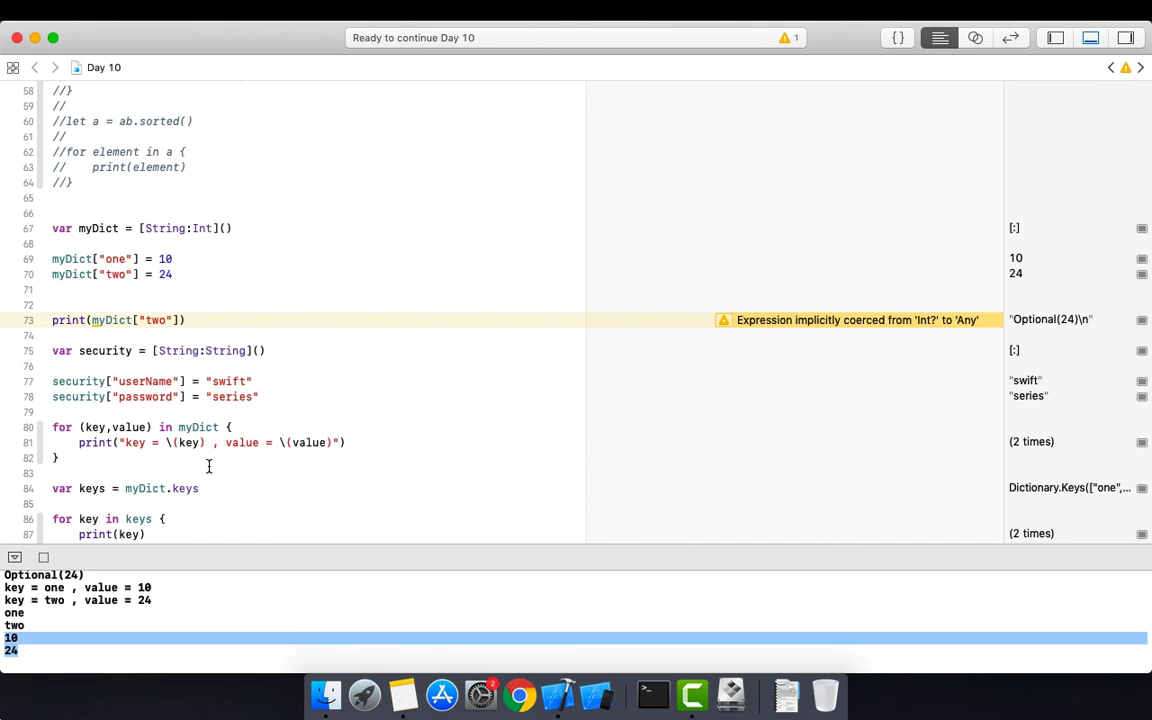 Ready to continue Day 10
1
{ }
Day 10
58 //}
59 //
60 //let a = ab.sorted()
61 //
62 //for element in a {
63 //    print(element)
64 //}
65
66
67 var myDict = [String:Int]() [:]
68
69 myDict["one"] = 10 10
70 myDict["two"] = 24 24
71
72
73 print(myDict["two"]) Expression implicitly coerced from 'Int?' to 'Any' "Optional(24)\n"
74
75 var security = [String:String]() [:]
76
77 security["userName"] = "swift" "swift"
78 security["password"] = "series" "series"
79
80 for (key,value) in myDict {
81     print("key = \(key) , value = \(value)") (2 times)
82 }
83
84 var keys = myDict.keys Dictionary.Keys(["one",...
85
86 for key in keys {
87     print(key) (2 times)
Optional(24)
key = one , value = 10
key = two , value = 24
one
two
10
24
2